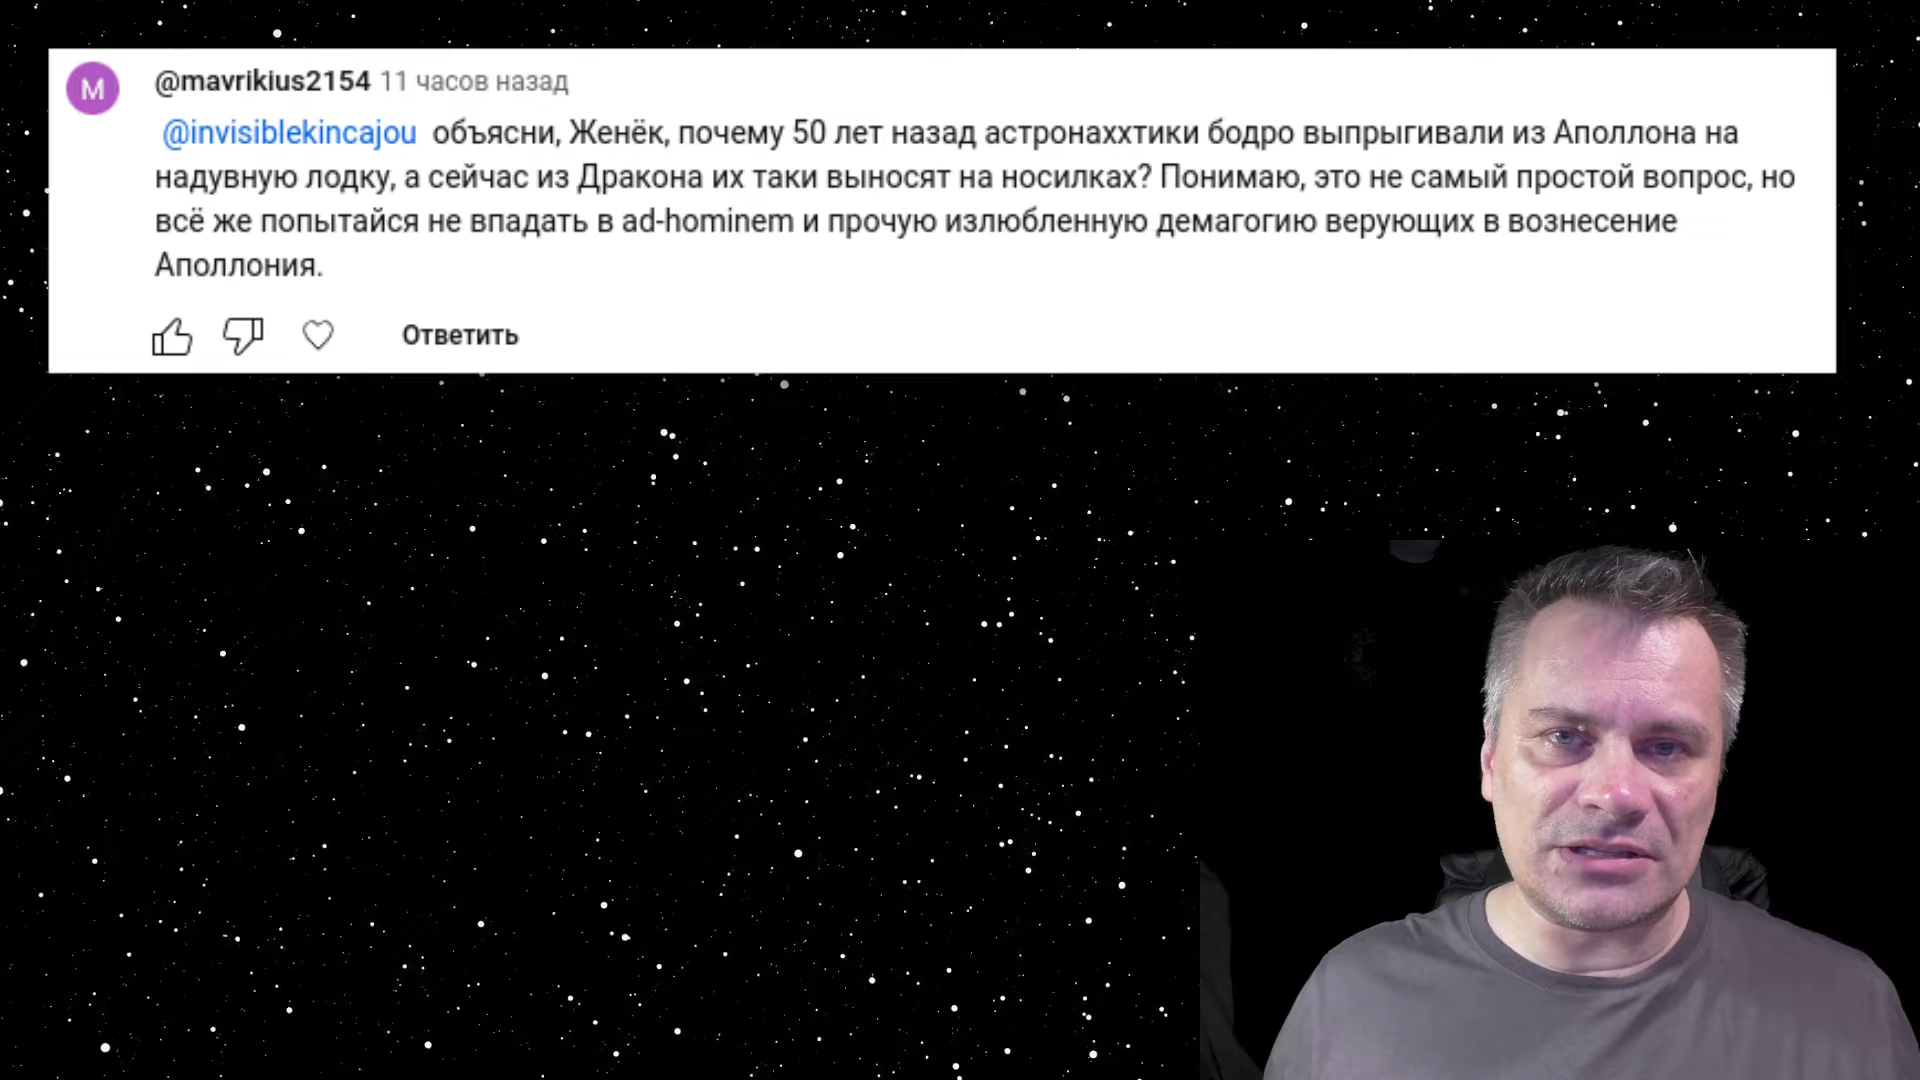 M
@mavrikius2154 11 часов назад
@invisiblekincajou объясни, Женёк, почему 50 лет назад астронаххтики бодро выпрыгивали из Аполлона на
надувную лодку, а сейчас из Дракона их таки выносят на носилках? Понимаю, это не самый простой вопрос, но
всё же попытайся не впадать в ad-hominem и прочую излюбленную демагогию верующих в вознесение
Аполлония.
Ответить